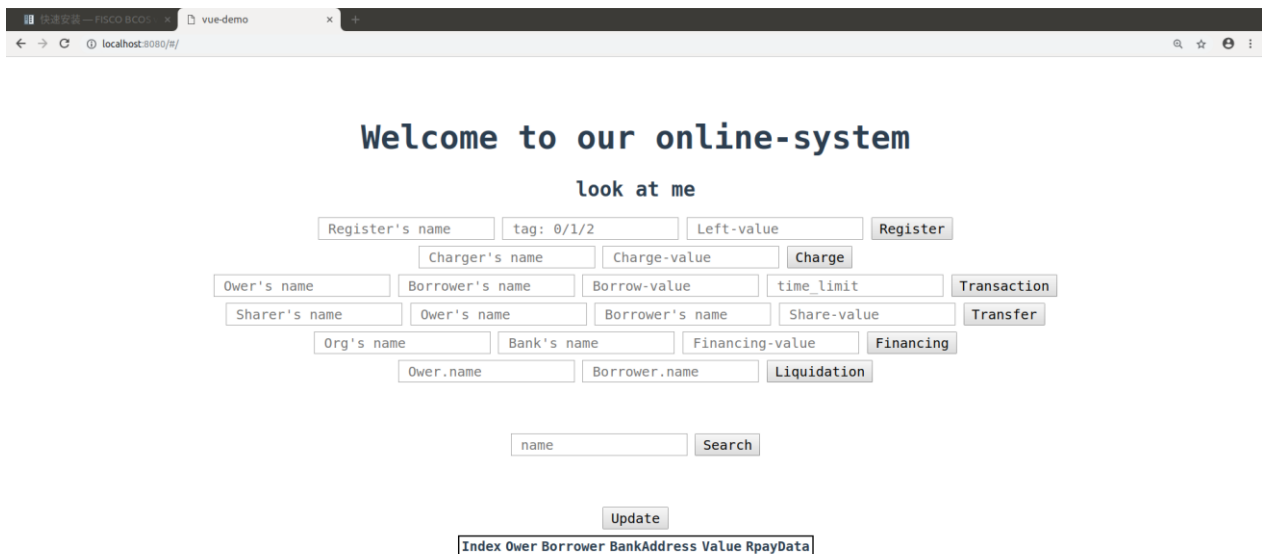 快速安装 — FISCO BCOS × vue-demo × +
localhost:8080/#/
Welcome to our online-system
look at me
Register's name tag: 0/1/2 Left-value Register
Charger's name Charge-value Charge
Ower's name Borrower's name Borrow-value time_limit Transaction
Sharer's name Ower's name Borrower's name Share-value Transfer
Org's name Bank's name Financing-value Financing
Ower.name Borrower.name Liquidation
name Search
Update
Index Ower Borrower BankAddress Value RpayData